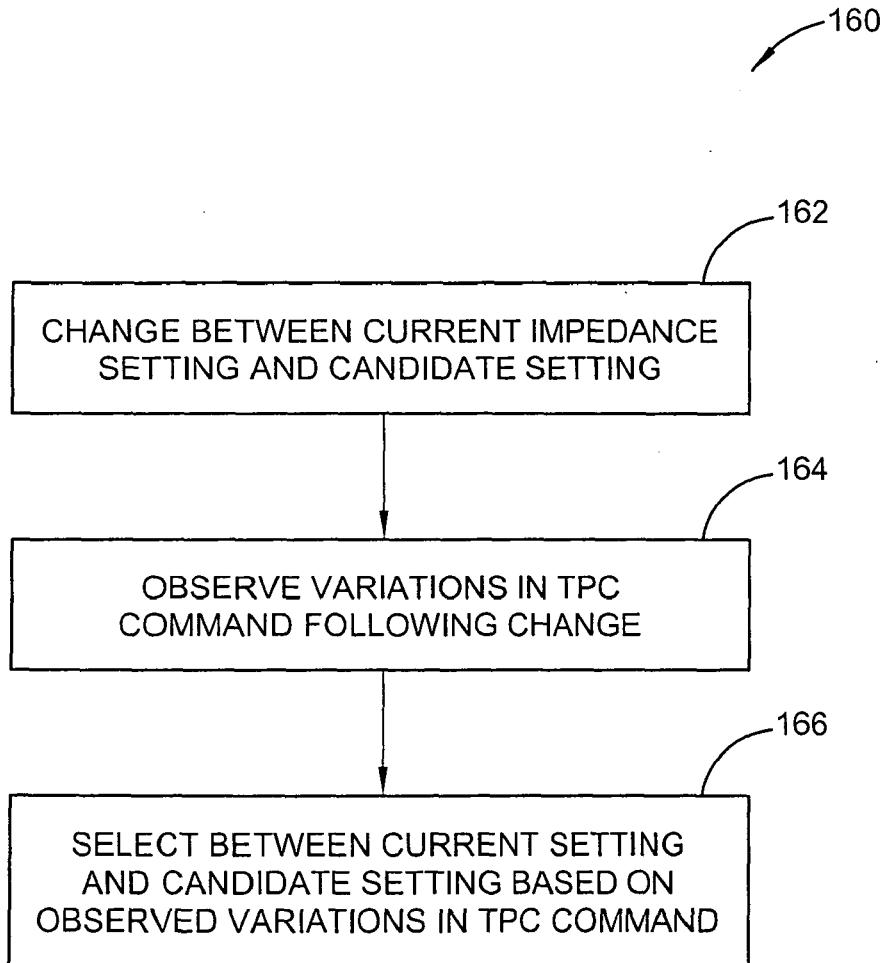 160
162
CHANGE BETWEEN CURRENT IMPEDANCE
SETTING AND CANDIDATE SETTING
164
OBSERVE VARIATIONS IN TPC
COMMAND FOLLOWING CHANGE
166
SELECT BETWEEN CURRENT SETTING
AND CANDIDATE SETTING BASED ON
OBSERVED VARIATIONS IN TPC COMMAND